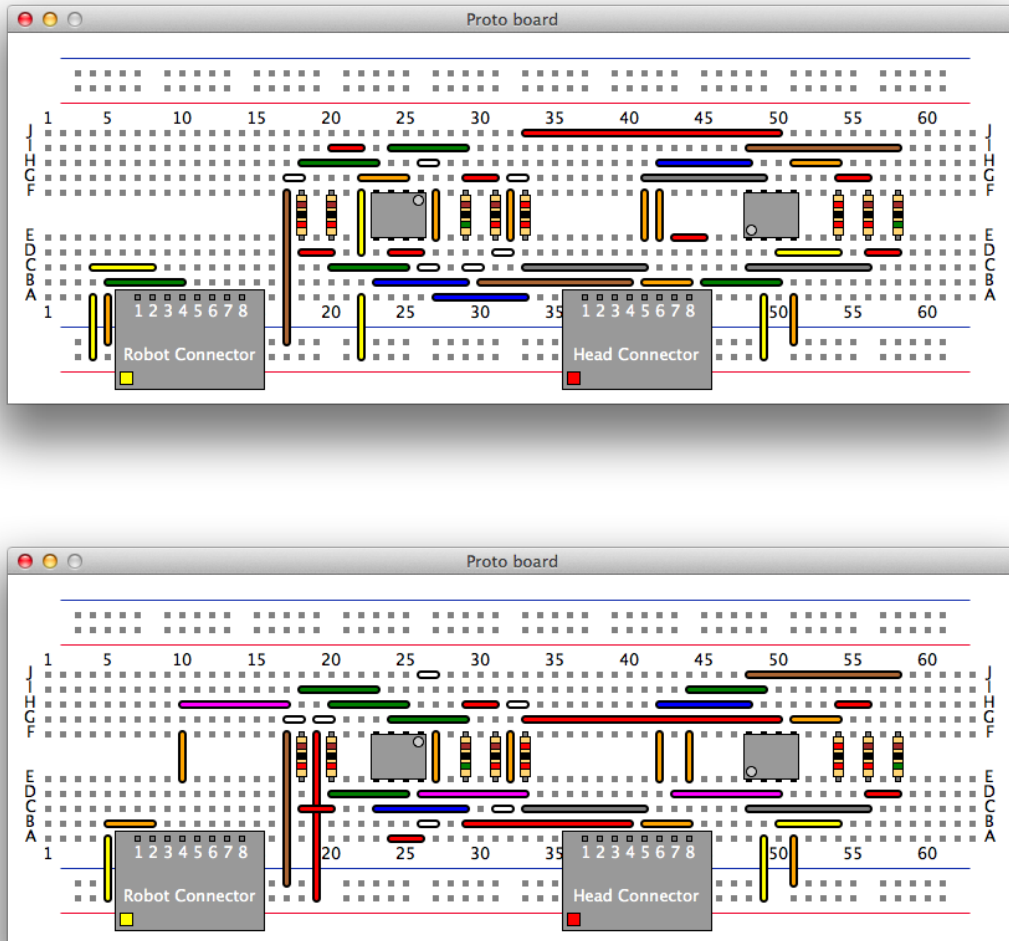 Proto board
1 5 10 15 20 25 30 35 40 45 50 55 60
J J
I I
H H
G G
F F
E E
D D
C C
B B
A A
1 2 3 4 5 6 7 8 1 2 3 4 5 6 7 8
1 20 25 30 35 50 55 60
Robot Connector Head Connector
Proto board
1 5 10 15 20 25 30 35 40 45 50 55 60
J J
I I
H H
G G
F F
E E
D D
C C
B B
A A
1 2 3 4 5 6 7 8 1 2 3 4 5 6 7 8
1 20 25 30 35 50 55 60
Robot Connector Head Connector